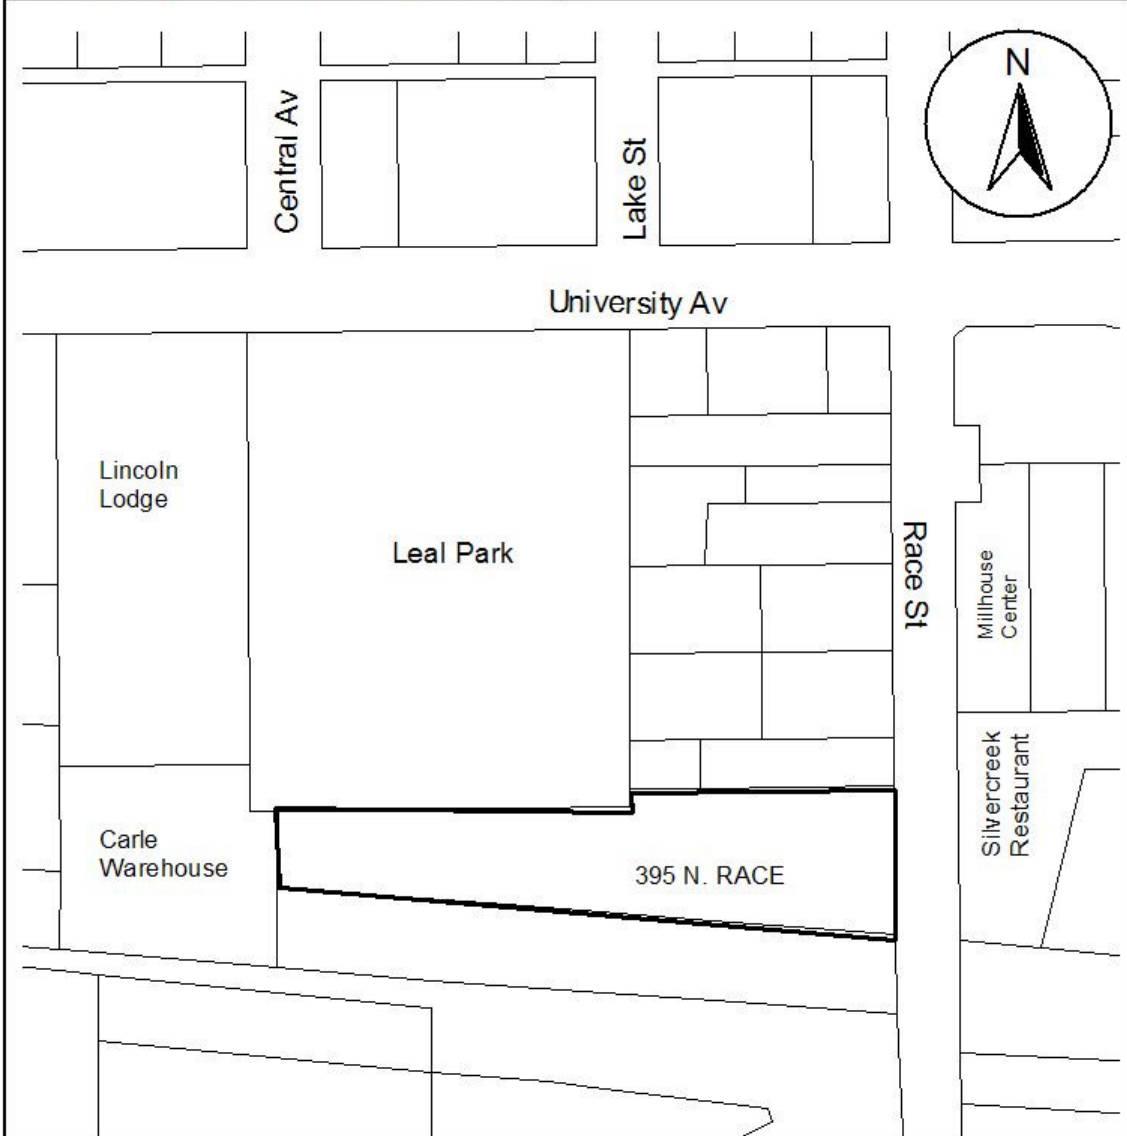 N
Central Av
Lake St
University Av
Lincoln
Lodge
Leal Park
Race St
Millhouse
Center
Silvercreek
Restaurant
Carle
Warehouse
395 N. RACE